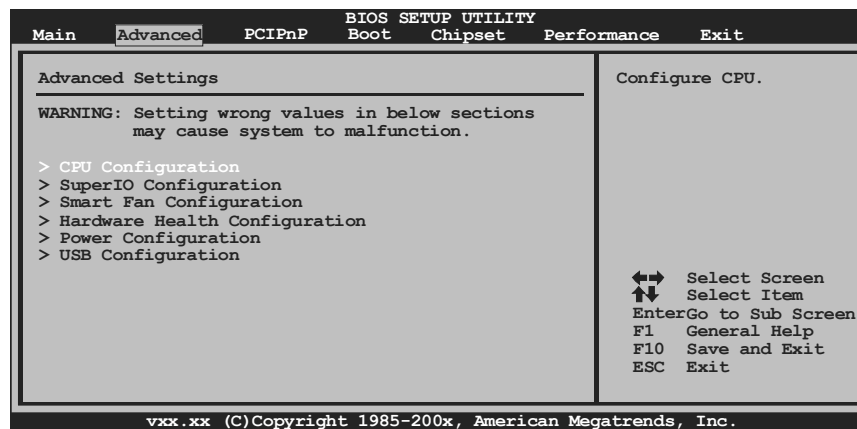 BIOS SETUP UTILITY
Main Advanced PCIPnP Boot Chipset Performance Exit
Advanced Settings
WARNING: Setting wrong values in below sections
may cause system to malfunction.
> CPU Configuration
> SuperIO Configuration
> Smart Fan Configuration
> Hardware Health Configuration
> Power Configuration
> USB Configuration
Configure CPU.
Select Screen
Select Item
EnterGo to Sub Screen
F1 General Help
F10 Save and Exit
ESC Exit
vxx.xx (C)Copyright 1985-200x, American Megatrends, Inc.